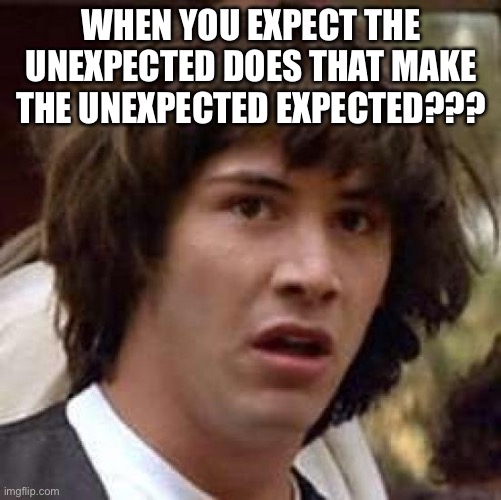 WHEN YOU EXPECT THE
UNEXPECTED DOES THAT MAKE
THE UNEXPECTED EXPECTED???
imgflip.com